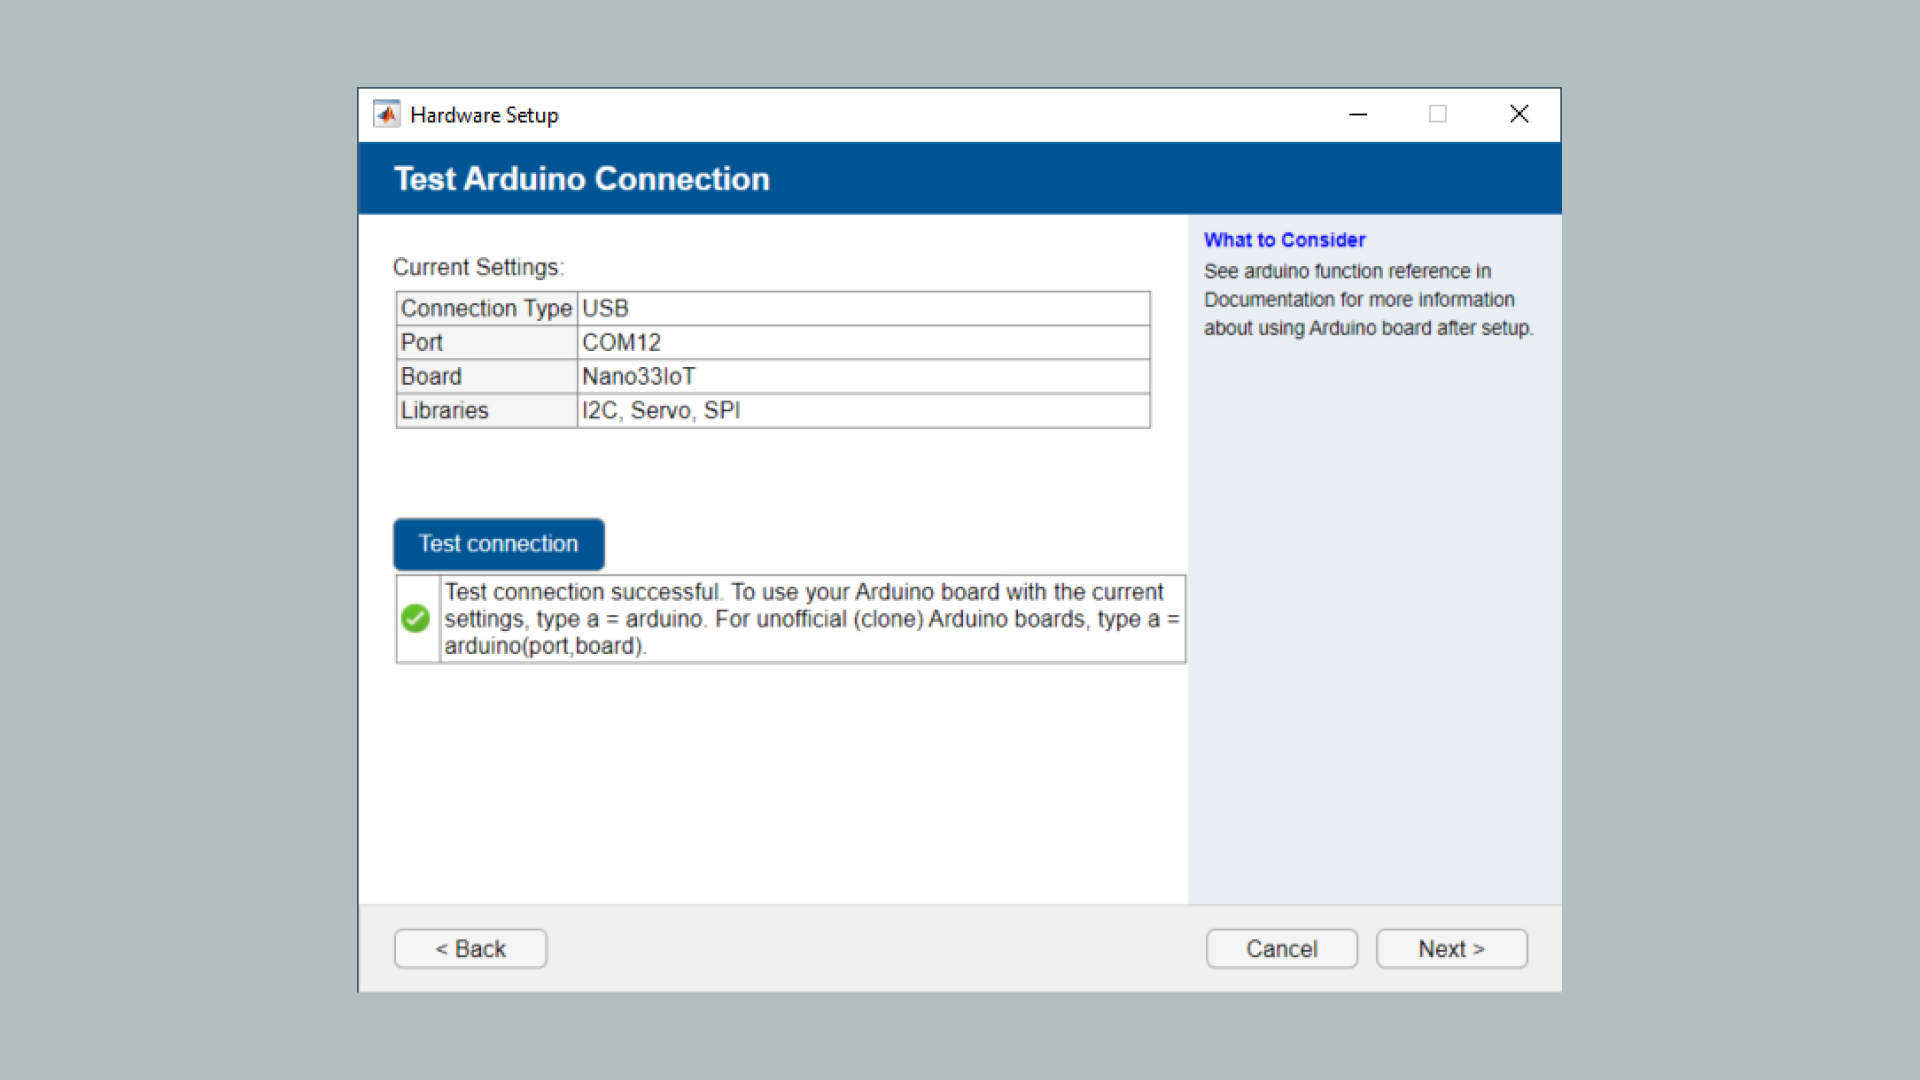 Hardware Setup
Test Arduino Connection
Current Settings:
Connection Type USB
Port COM12
Board Nano33IoT
Libraries I2C, Servo, SPI
Test connection
Test connection successful. To use your Arduino board with the current
settings, type a = arduino. For unofficial (clone) Arduino boards, type a =
arduino(port,board).
What to Consider
See arduino function reference in
Documentation for more information
about using Arduino board after setup.
< Back
Cancel
Next >